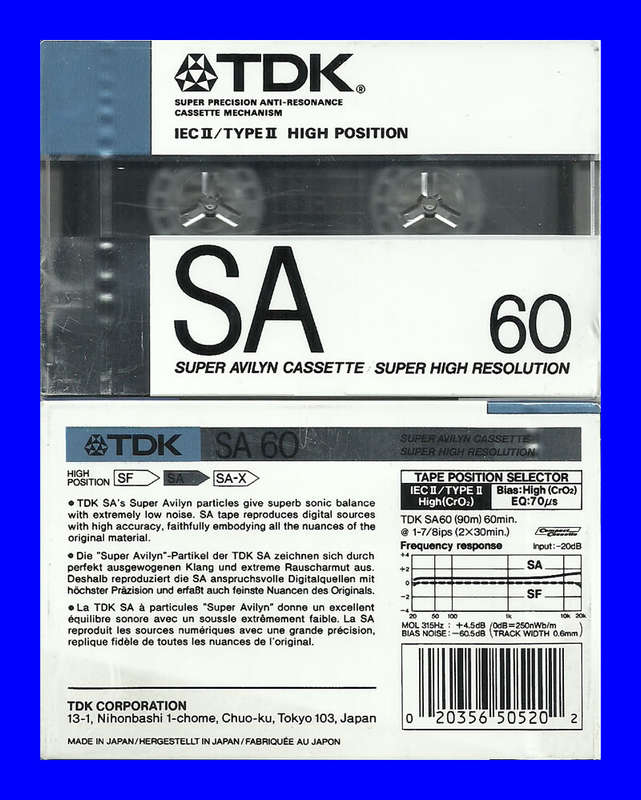 TDK®
SUPER PRECISION ANTI-RESONANCE
CASSETTE MECHANISM
IEC II/TYPE II HIGH POSITION
SA 60
SUPER AVILYN CASSETTE / SUPER HIGH RESOLUTION
TDK SA 60
SUPER AVILYN CASSETTE
SUPER HIGH RESOLUTION
HIGH
POSITION SF SA SA-X
• TDK SA's Super Avilyn particles give superb sonic balance
with extremely low noise. SA tape reproduces digital sources
with high accuracy, faithfully embodying all the nuances of the
original material.
• Die "Super Avilyn"-Partikel der TDK SA zeichnen sich durch
perfekt ausgewogenen Klang und extreme Rauscharmut aus.
Deshalb reproduziert die SA anspruchsvolle Digitalquellen mit
höchster Präzision und erfaßt auch feinste Nuancen des Originals.
• La TDK SA à particules "Super Avilyn" donne un excellent
équilibre sonore avec un soussle extrêmement faible. La SA
reproduit les sources numériques avec une grande précision,
replique fidèle de toutes les nuances de l'original.
TDK CORPORATION
13-1, Nihonbashi 1-chome, Chuo-ku, Tokyo 103, Japan
MADE IN JAPAN/HERGESTELLT IN JAPAN/FABRIQUÉE AU JAPON
TAPE POSITION SELECTOR
IEC II/TYPE II Bias:High (CrO2)
High(CrO2) EQ:70μs
TDK SA60 (90m) 60min.
@ 1-7/8ips (2×30min.) Compact Cassette
Frequency response Input:-20dB
+4
+2
0
-2
-4
SA
SF
20 50 100 1k 10k 20k
MOL 315Hz : +4.5dB (0dB=250nWb/m
BIAS NOISE: -60.5dB (TRACK WIDTH 0.6mm)
0 20356 50520 2